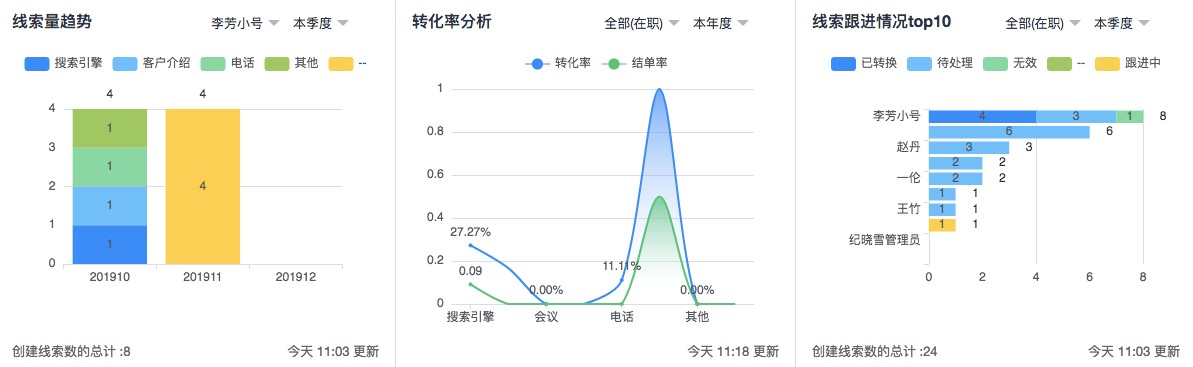 线索量趋势
李芳小号
本季度
搜索引擎
客户介绍
电话
其他
--
4
4
4
3
2
1
0
1
1
1
1
4
201910
201911
201912
创建线索数的总计 :8
今天 11:03 更新
转化率分析
全部(在职)
本年度
转化率
结单率
1
0.8
0.6
0.4
0.2
0
27.27%
0.09
0.00%
11.11%
0.00%
搜索引擎
会议
电话
其他
今天 11:18 更新
线索跟进情况top10
全部(在职)
本季度
已转换
待处理
无效
--
跟进中
李芳小号
4
3
1
8
6
6
赵丹
3
3
2
2
一伦
2
2
1
1
王竹
1
1
1
1
纪晓雪管理员
0
2
4
6
8
创建线索数的总计 :24
今天 11:03 更新